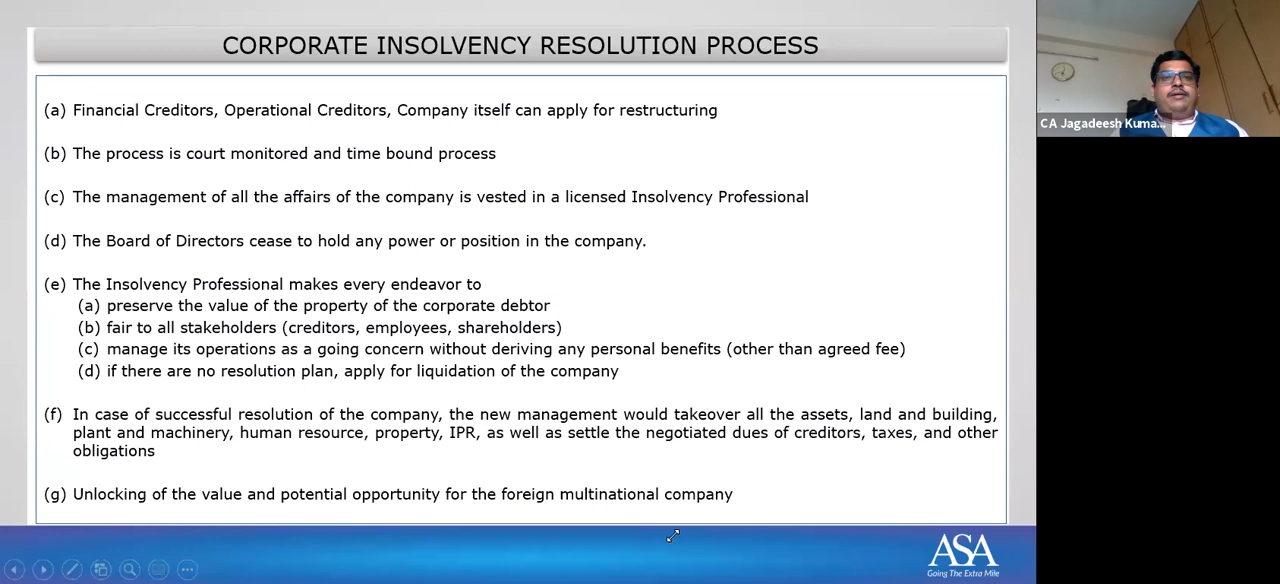 CORPORATE INSOLVENCY RESOLUTION PROCESS
(a) Financial Creditors, Operational Creditors, Company itself can apply for restructuring
(b) The process is court monitored and time bound process
(c) The management of all the affairs of the company is vested in a licensed Insolvency Professional
(d) The Board of Directors cease to hold any power or position in the company.
(e) The Insolvency Professional makes every endeavor to
(a) preserve the value of the property of the corporate debtor
(b) fair to all stakeholders (creditors, employees, shareholders)
(c) manage its operations as a going concern without deriving any personal benefits (other than agreed fee)
(d) if there are no resolution plan, apply for liquidation of the company
(f) In case of successful resolution of the company, the new management would takeover all the assets, land and building,
plant and machinery, human resource, property, IPR, as well as settle the negotiated dues of creditors, taxes, and other
obligations
(g) Unlocking of the value and potential opportunity for the foreign multinational company
ASA
Going The Extra Mile
CA Jagadeesh Kuma...